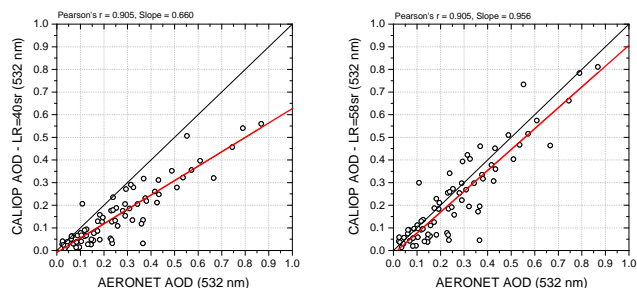 Pearson's r = 0.905, Slope = 0.660
1.0
0.9
0.8
0.7
0.6
0.5
0.4
0.3
0.2
0.1
0.0
CALIOP AOD - LR=40sr (532 nm)
0.0 0.1 0.2 0.3 0.4 0.5 0.6 0.7 0.8 0.9 1.0
AERONET AOD (532 nm)
Pearson's r = 0.905, Slope = 0.956
1.0
0.9
0.8
0.7
0.6
0.5
0.4
0.3
0.2
0.1
0.0
CALIOP AOD - LR=58sr (532 nm)
0.0 0.1 0.2 0.3 0.4 0.5 0.6 0.7 0.8 0.9 1.0
AERONET AOD (532 nm)